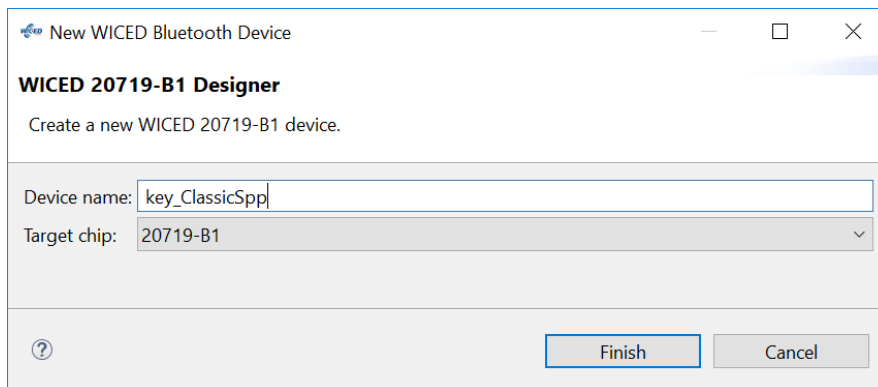 WICED New WICED Bluetooth Device
WICED 20719-B1 Designer
Create a new WICED 20719-B1 device.
Device name: key_ClassicSpp
Target chip: 20719-B1
? Finish Cancel